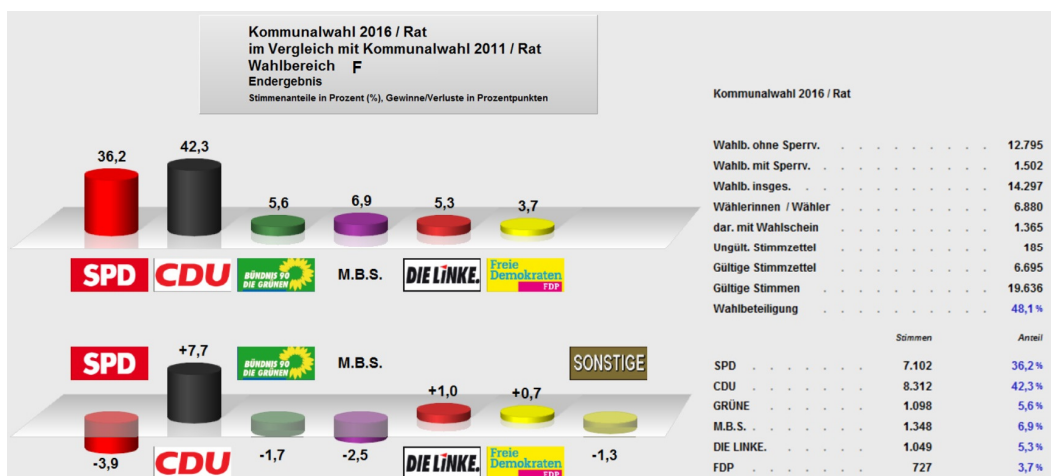 Kommunalwahl 2016 / Rat
im Vergleich mit Kommunalwahl 2011 / Rat
Wahlbereich F
Endergebnis
Stimmenanteile in Prozent (%), Gewinne/Verluste in Prozentpunkten
36,2
42,3
5,6
6,9
5,3
3,7
SPD
CDU
BÜNDNIS 90
DIE GRÜNEN
M.B.S.
DIE LINKE.
Freie
Demokraten
FDP
SPD
+7,7
BÜNDNIS 90
DIE GRÜNEN
M.B.S.
+1,0
+0,7
SONSTIGE
-3,9
CDU
-1,7
-2,5
DIE LINKE.
Freie
Demokraten
FDP
-1,3
Kommunalwahl 2016 / Rat
Wahlb. ohne Sperrv. . . . . . . . . 12.795
Wahlb. mit Sperrv. . . . . . . . . 1.502
Wahlb. insges. . . . . . . . . . 14.297
Wählerinnen / Wähler . . . . . . . . 6.880
dar. mit Wahlschein . . . . . . . . 1.365
Ungült. Stimmzettel . . . . . . . . 185
Gültige Stimmzettel . . . . . . . . 6.695
Gültige Stimmen . . . . . . . . 19.636
Wahlbeteiligung . . . . . . . . 48,1 %
Stimmen Anteil
SPD . . . . . . 7.102 36,2 %
CDU . . . . . . 8.312 42,3 %
GRÜNE . . . . . . 1.098 5,6 %
M.B.S. . . . . . . 1.348 6,9 %
DIE LINKE. . . . . . 1.049 5,3 %
FDP . . . . . . 727 3,7 %